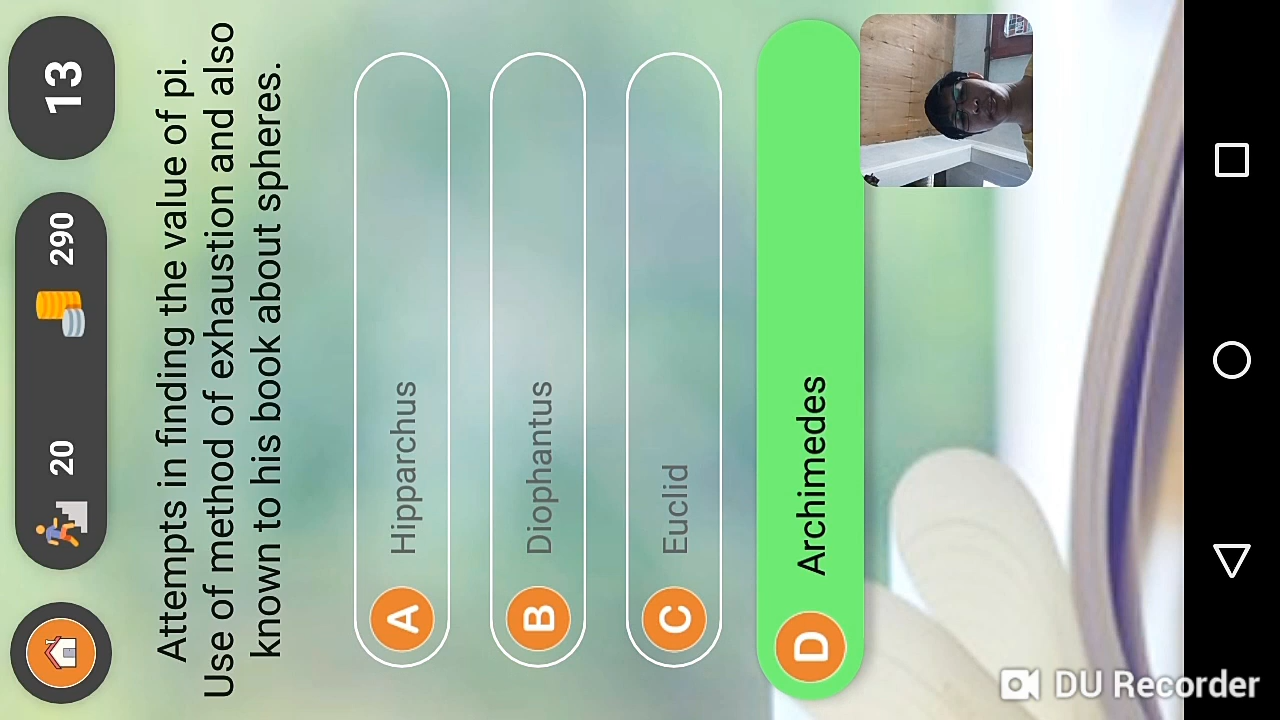 20
290
13
Attempts in finding the value of pi.
Use of method of exhaustion and also
known to his book about spheres.
A Hipparchus
B Diophantus
C Euclid
D Archimedes
DU Recorder